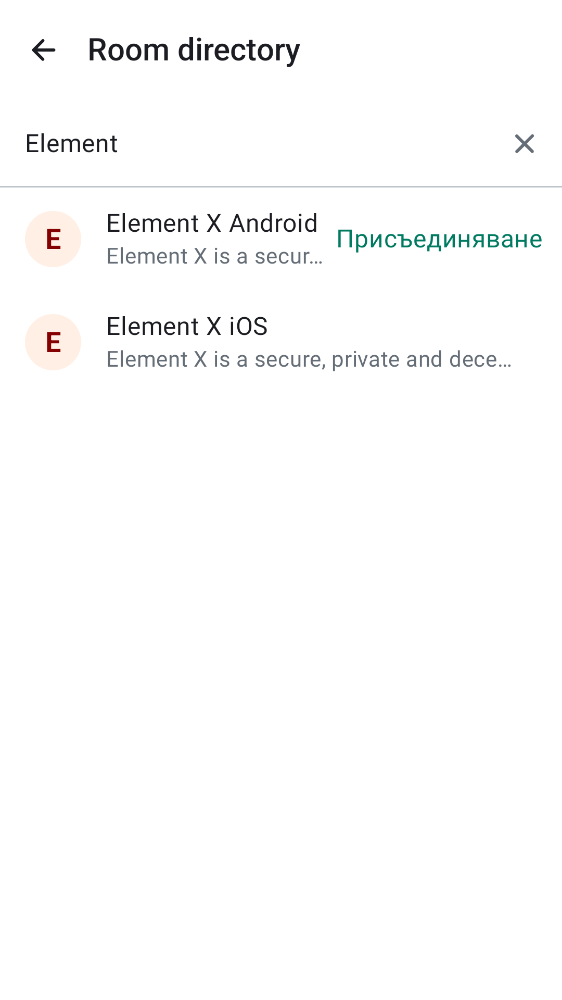 Room directory
Element
E
Element X Android
Element X is a secur...
Присъединяване
E
Element X iOS
Element X is a secure, private and dece...